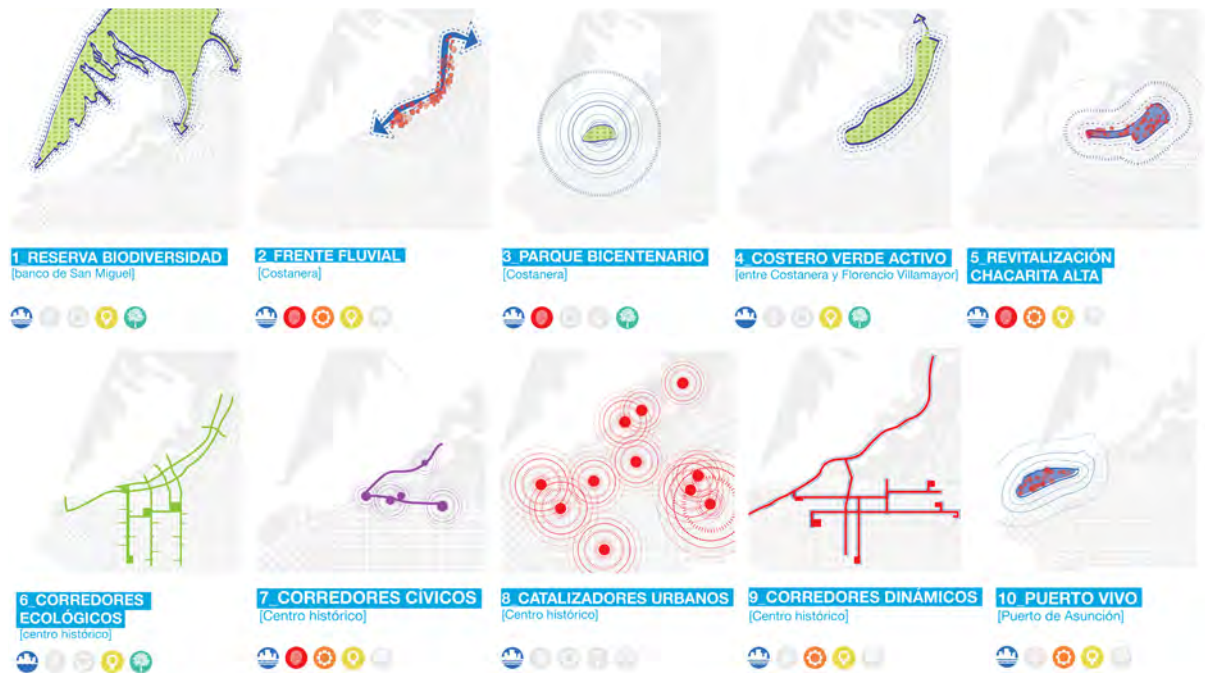 1_RESERVA BIODIVERSIDAD
[banco de San Miguel]
2_FRENTE FLUVIAL
[Costanera]
3_PARQUE BICENTENARIO
[Costanera]
4_COSTERO VERDE ACTIVO
[entre Costanera y Florencio Villamayor]
5_REVITALIZACIÓN
CHACARITA ALTA
6_CORREDORES
ECOLÓGICOS
[centro histórico]
7_CORREDORES CÍVICOS
[Centro histórico]
8_CATALIZADORES URBANOS
[Centro histórico]
9_CORREDORES DINÁMICOS
[Centro histórico]
10_PUERTO VIVO
[Puerto de Asunción]